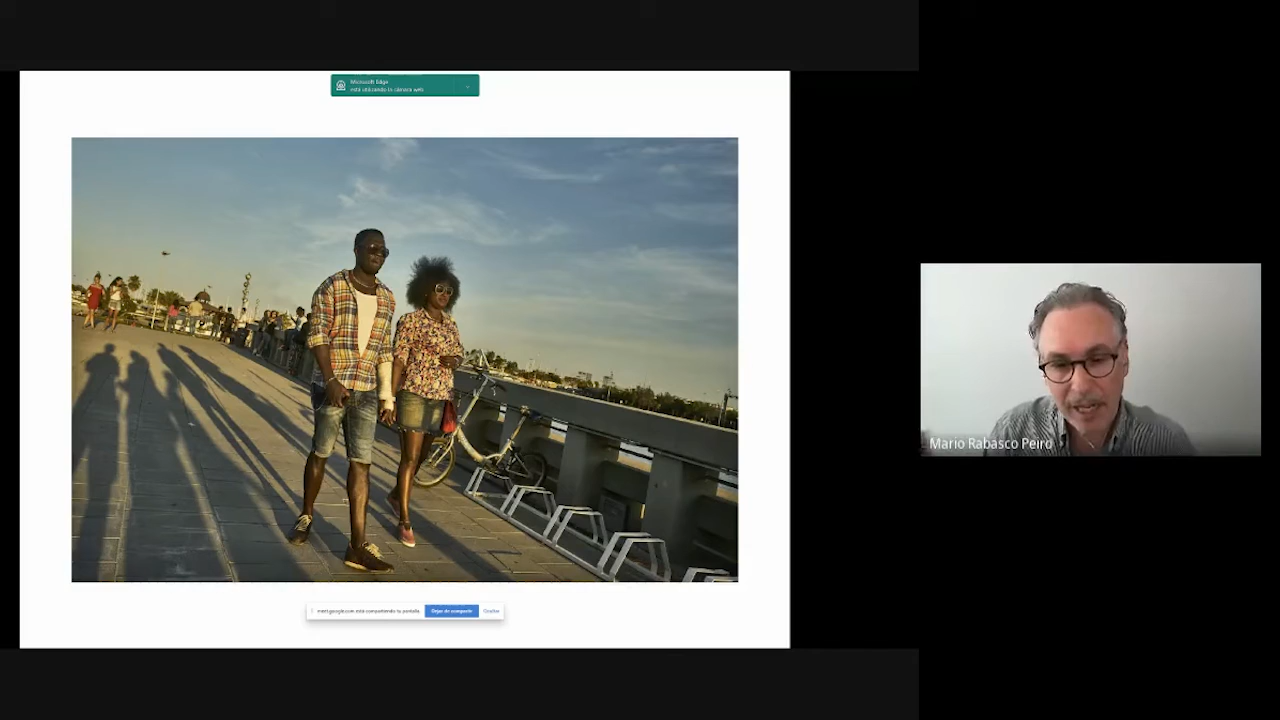 Microsoft Edge
está utilizando la cámara web
meet.google.com está compartiendo tu pantalla.
Dejar de compartir
Ocultar
Mario Rabasco Peiro